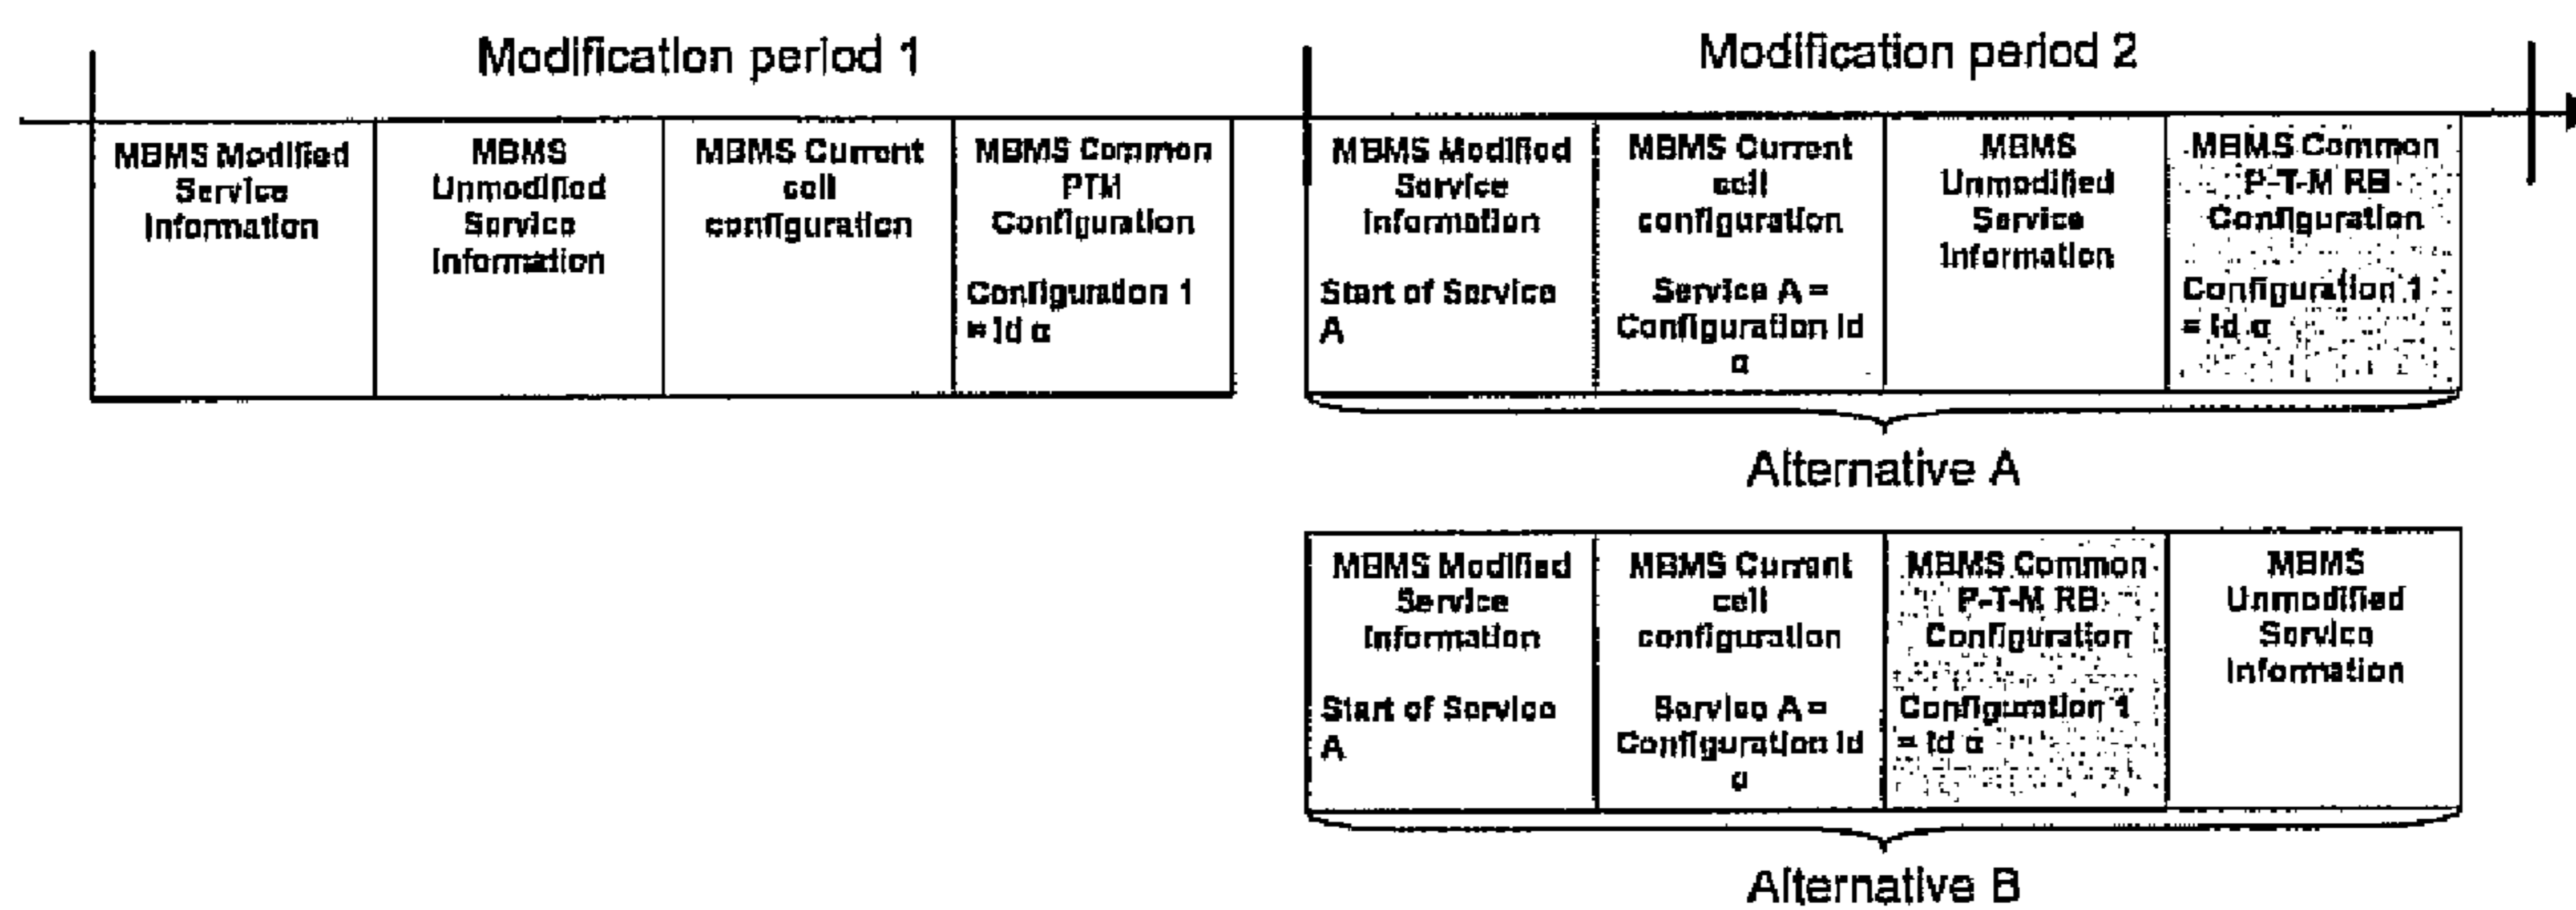 Modification period 1
Modification period 2
MBMS Modified
Service
Information
MBMS
Unmodified
Service
Information
MBMS Current
cell
configuration
MBMS Common
PTM
Configuration
Configuration 1
= Id α
MBMS Modified
Service
Information
Start of Service
A
MBMS Current
cell
configuration
Service A =
Configuration Id
α
MBMS
Unmodified
Service
Information
MBMS Common
P-T-M RB
Configuration
Configuration 1
= Id α
Alternative A
MBMS Modified
Service
Information
Start of Service
A
MBMS Current
cell
configuration
Service A =
Configuration Id
α
MBMS Common
P-T-M RB
Configuration
Configuration 1
= Id α
MBMS
Unmodified
Service
Information
Alternative B